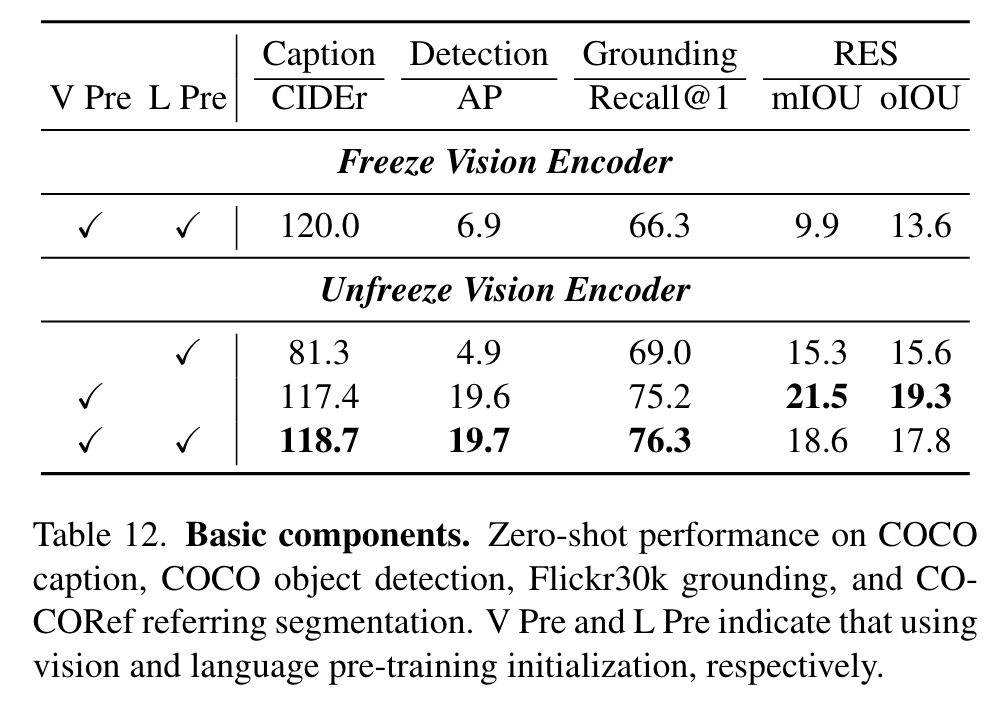 Caption Detection Grounding RES
V Pre L Pre CIDEr AP Recall@1 mIOU oIOU
Freeze Vision Encoder
✓ ✓ 120.0 6.9 66.3 9.9 13.6
Unfreeze Vision Encoder
✓ 81.3 4.9 69.0 15.3 15.6
✓ 117.4 19.6 75.2 21.5 19.3
✓ ✓ 118.7 19.7 76.3 18.6 17.8
Table 12. Basic components. Zero-shot performance on COCO
caption, COCO object detection, Flickr30k grounding, and CO-
CORef referring segmentation. V Pre and L Pre indicate that using
vision and language pre-training initialization, respectively.